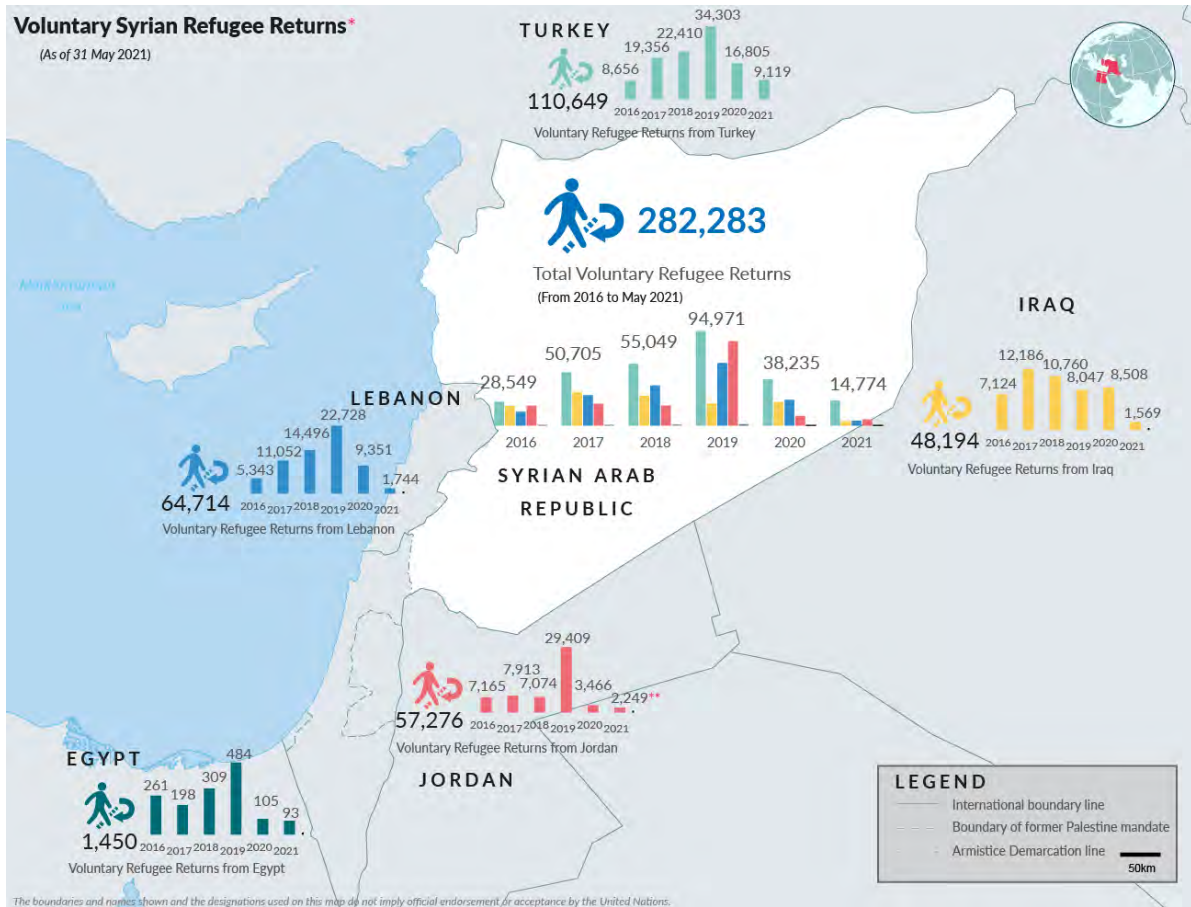 Voluntary Syrian Refugee Returns*
(As of 31 May 2021)
TURKEY
110,649
8,656
19,356
22,410
34,303
16,805
9,119
2016 2017 2018 2019 2020 2021
Voluntary Refugee Returns from Turkey
282,283
Total Voluntary Refugee Returns
(From 2016 to May 2021)
28,549
50,705
55,049
94,971
38,235
14,774
2016 2017 2018 2019 2020 2021
SYRIAN ARAB
REPUBLIC
Mediterranean
sea
IRAQ
48,194
7,124
12,186
10,760
8,047
8,508
1,569
2016 2017 2018 2019 2020 2021
Voluntary Refugee Returns from Iraq
LEBANON
64,714
5,343
11,052
14,496
22,728
9,351
1,744
2016 2017 2018 2019 2020 2021
Voluntary Refugee Returns from Lebanon
57,276
7,165
7,913
7,074
29,409
3,466
2,249**
2016 2017 2018 2019 2020 2021
Voluntary Refugee Returns from Jordan
JORDAN
EGYPT
1,450
261
198
309
484
105
93
2016 2017 2018 2019 2020 2021
Voluntary Refugee Returns from Egypt
LEGEND
International boundary line
Boundary of former Palestine mandate
Armistice Demarcation line
50km
The boundaries and names shown and the designations used on this map do not imply official endorsement or acceptance by the United Nations.